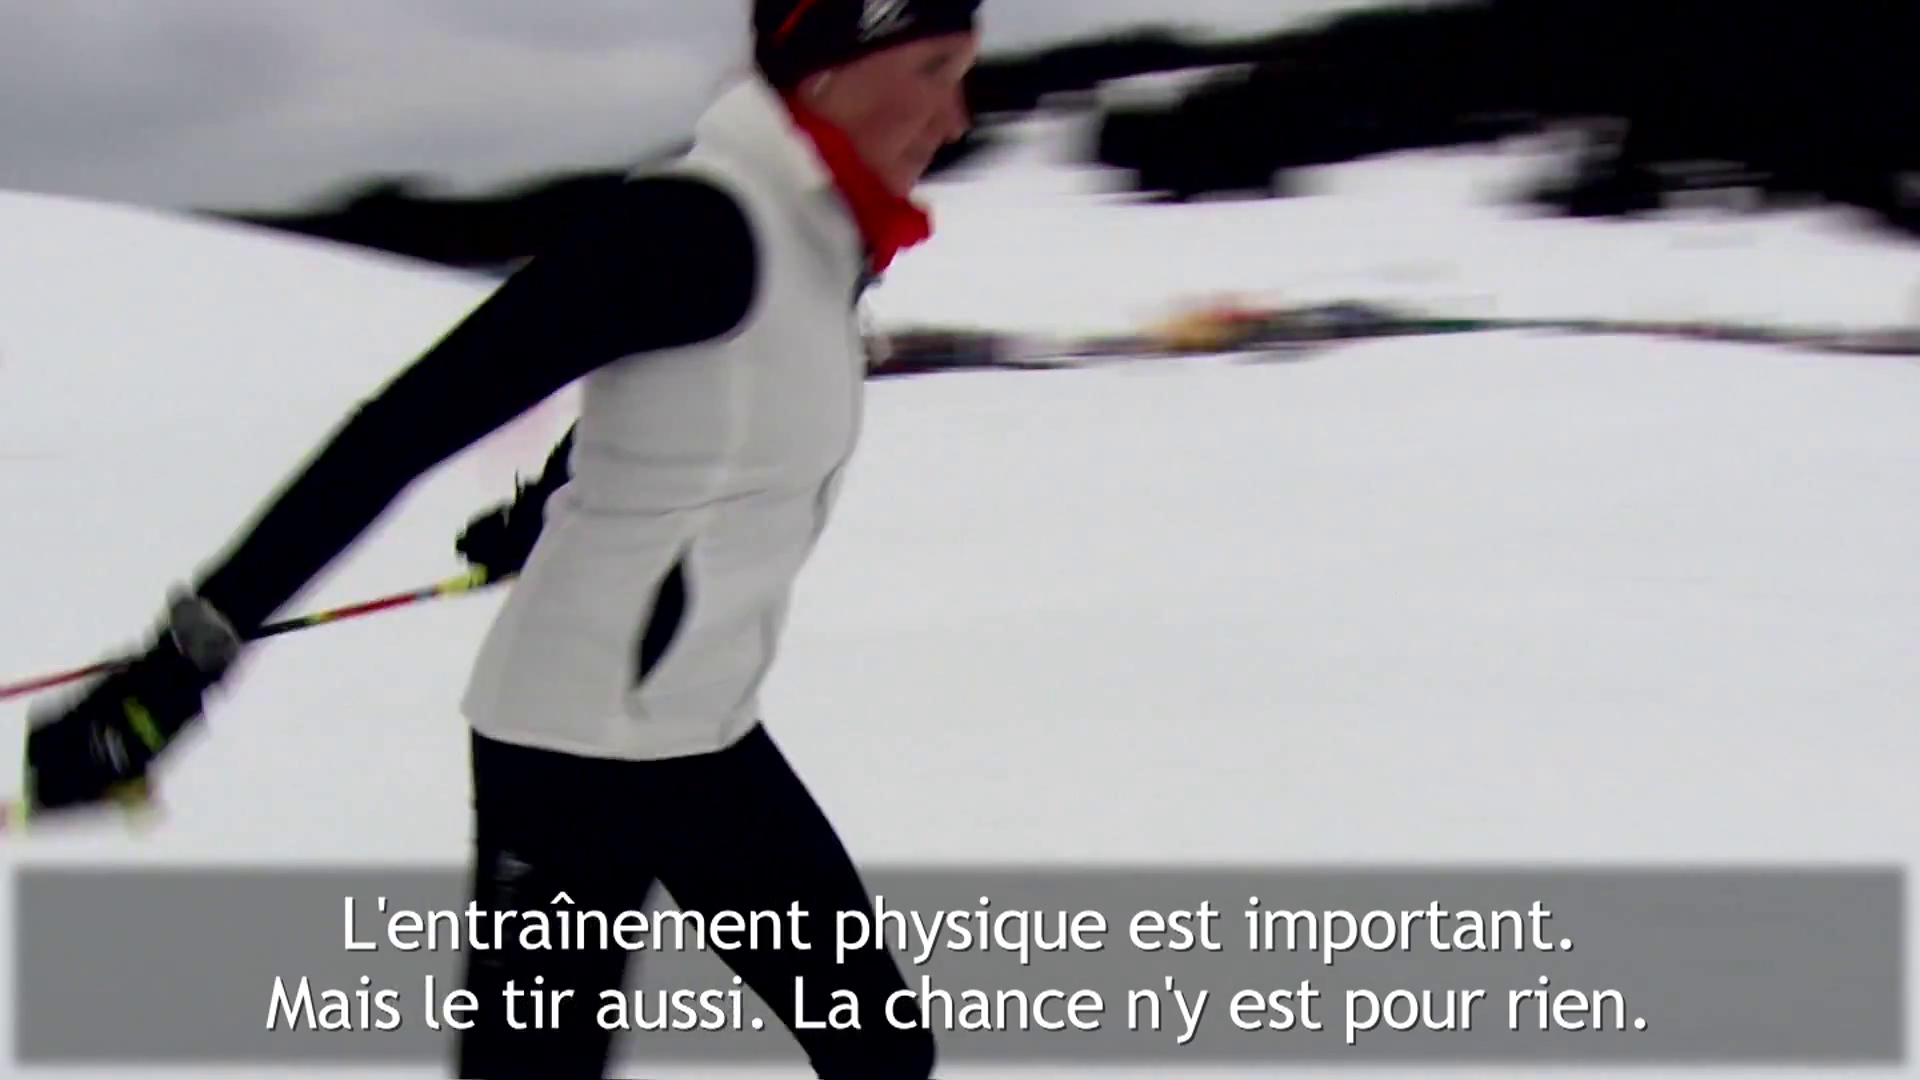 L'entraînement physique est important.
Mais le tir aussi. La chance n'y est pour rien.